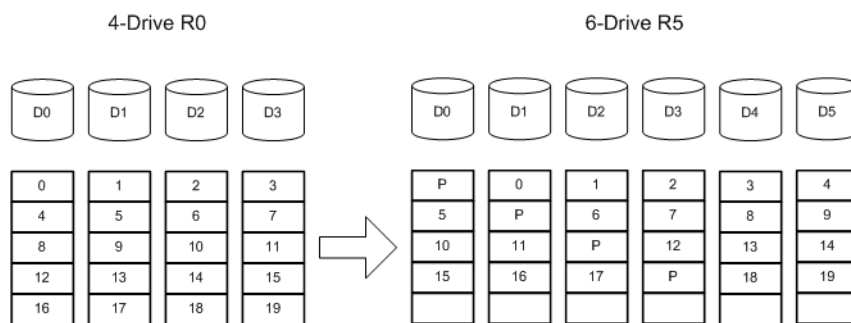 4-Drive R0 6-Drive R5
D0 D1 D2 D3 D0 D1 D2 D3 D4 D5
0 1 2 3 P 0 1 2 3 4
4 5 6 7 5 P 6 7 8 9
8 9 10 11 10 11 P 12 13 14
12 13 14 15 15 16 17 P 18 19
16 17 18 19